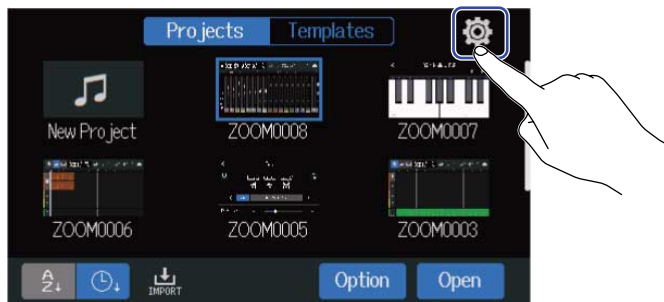 Projects Templates
New Project ZOOM0008 ZOOM0007
ZOOM0006 ZOOM0005 ZOOM0003
A
Z
IMPORT Option Open